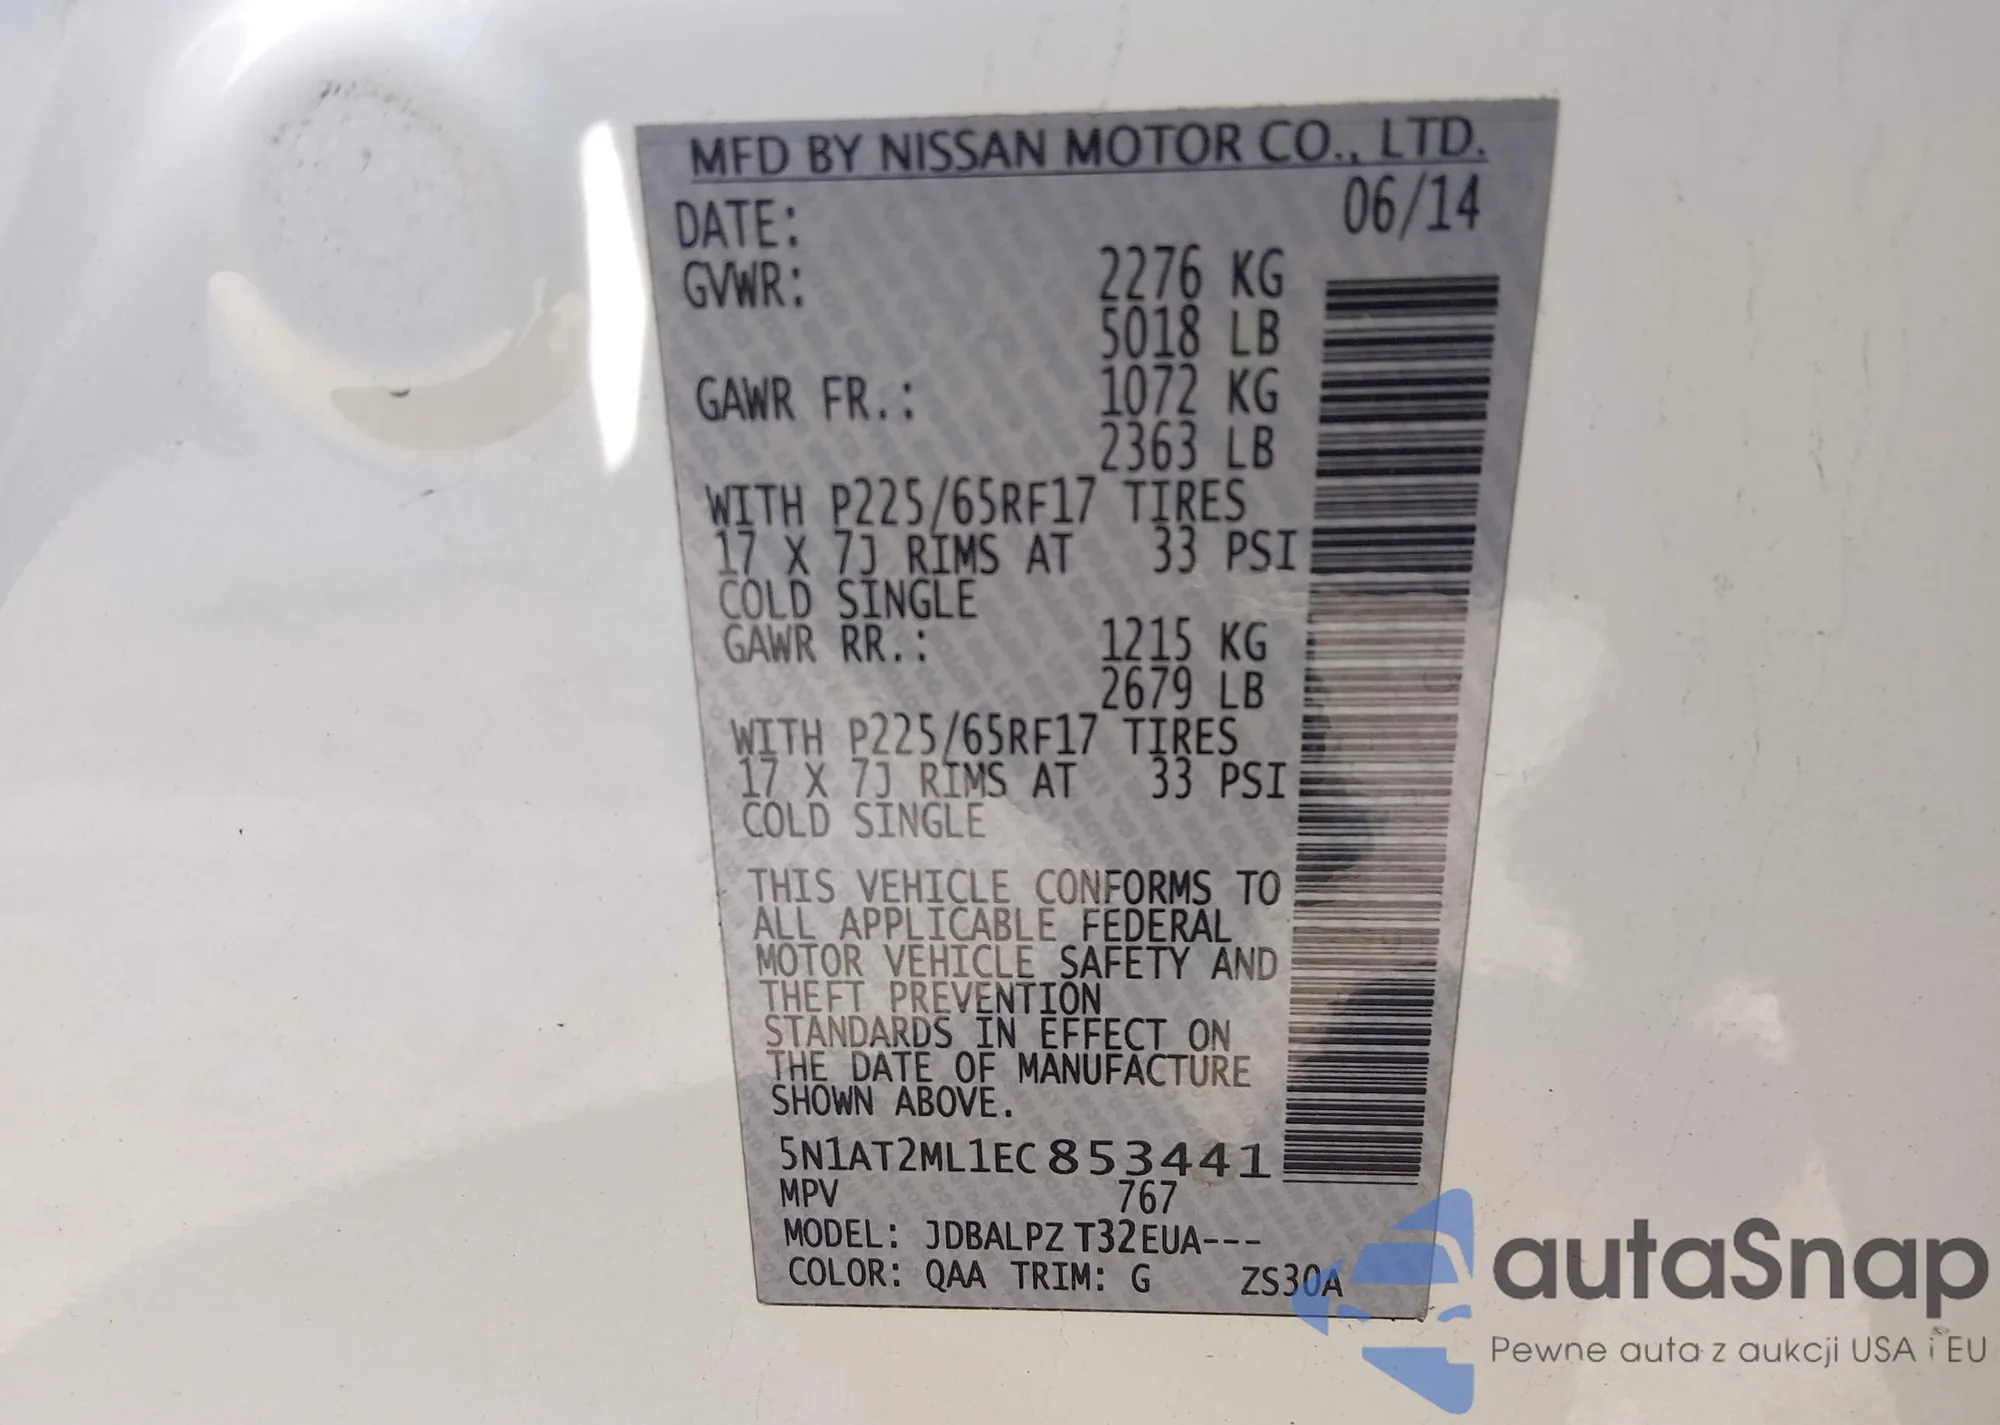 MFD BY NISSAN MOTOR CO., LTD.
DATE: 06/14
GVWR: 2276 KG
5018 LB
GAWR FR.: 1072 KG
2363 LB
WITH P225/65RF17 TIRES
17 X 7J RIMS AT 33 PSI
COLD SINGLE
GAWR RR.: 1215 KG
2679 LB
WITH P225/65RF17 TIRES
17 X 7J RIMS AT 33 PSI
COLD SINGLE
THIS VEHICLE CONFORMS TO
ALL APPLICABLE FEDERAL
MOTOR VEHICLE SAFETY AND
THEFT PREVENTION
STANDARDS IN EFFECT ON
THE DATE OF MANUFACTURE
SHOWN ABOVE.
5N1AT2ML1EC853441
MPV 767
MODEL: JDBALPZ T32EUA---
COLOR: QAA TRIM: G ZS30A
autaSnap
Pewne auta z aukcji USA i EU